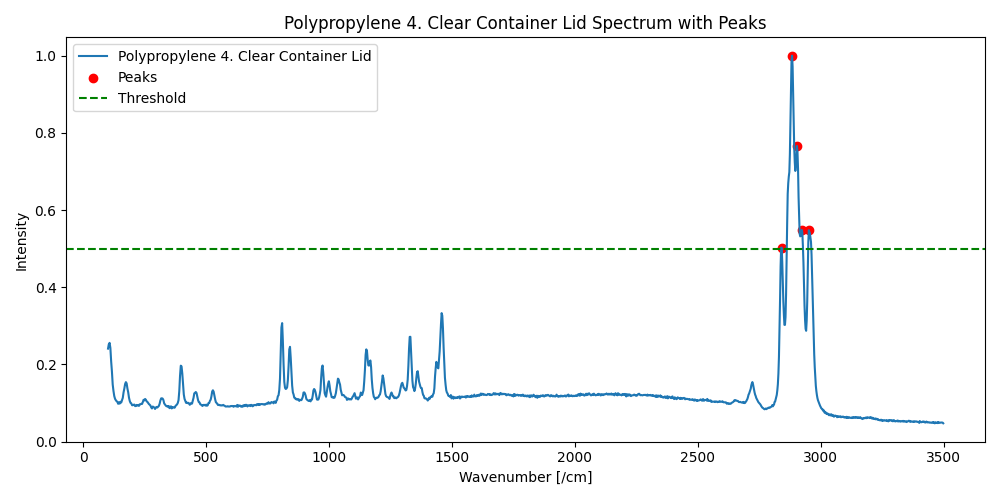 Polypropylene 4. Clear Container Lid Spectrum with Peaks
Polypropylene 4. Clear Container Lid
Peaks
Threshold
Intensity
1.0
0.8
0.6
0.4
0.2
0.0
0 500 1000 1500 2000 2500 3000 3500
Wavenumber [/cm]